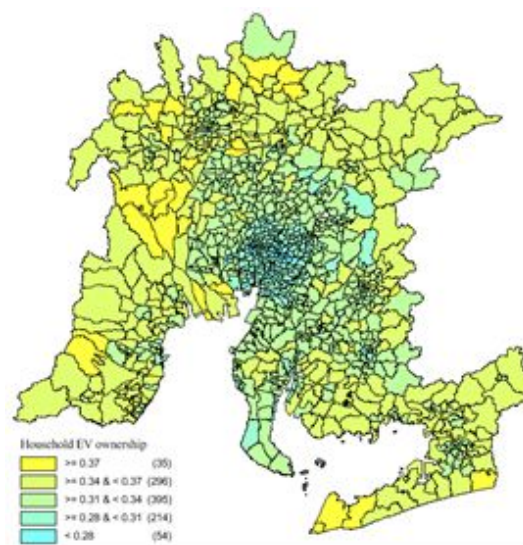 Household EV ownership
>= 0.37 (35)
>= 0.34 & < 0.37 (296)
>= 0.31 & < 0.34 (395)
>= 0.28 & < 0.31 (214)
< 0.28 (54)